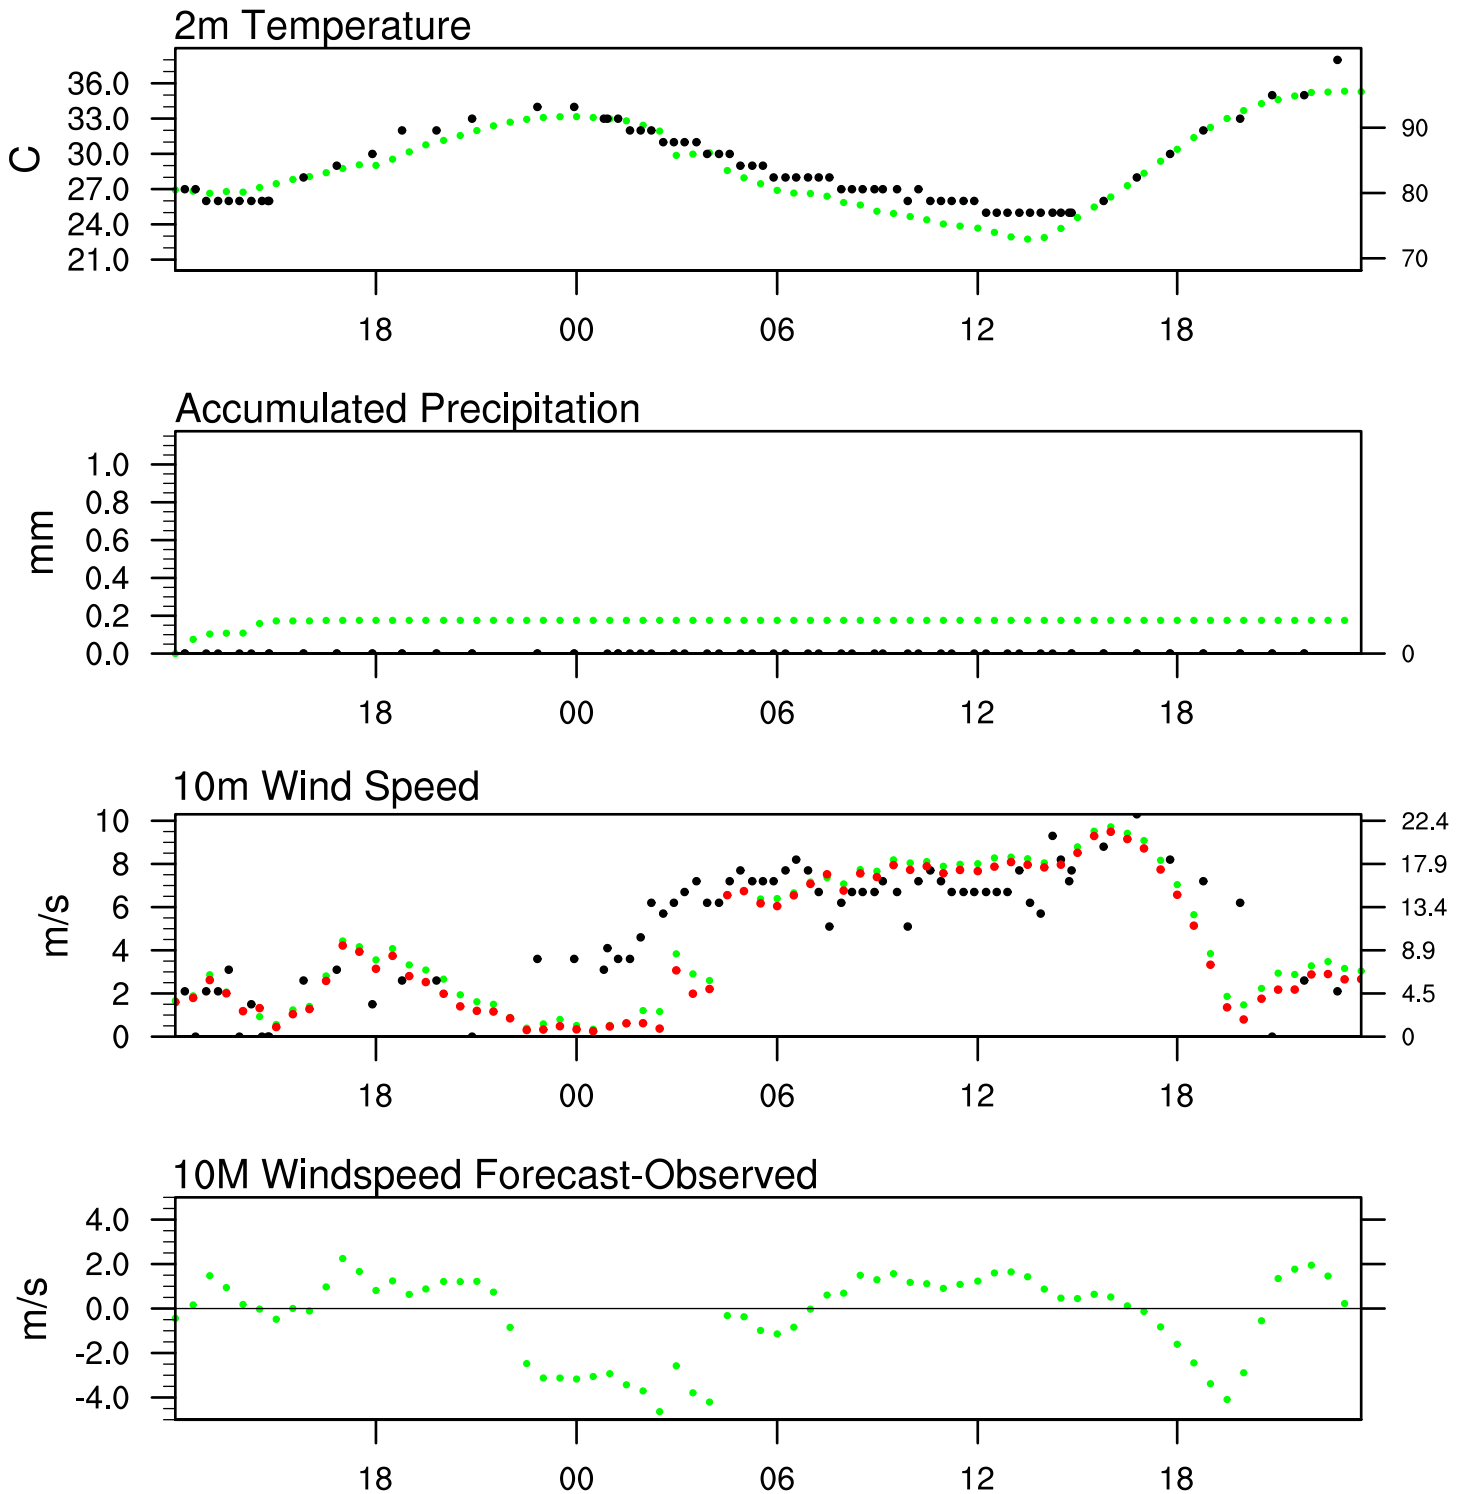 2m Temperature
C
36.0
33.0
30.0
27.0
24.0
21.0
90
80
70
18 00 06 12 18
Accumulated Precipitation
mm
1.0
0.8
0.6
0.4
0.2
0.0
0
18 00 06 12 18
10m Wind Speed
m/s
10
8
6
4
2
0
22.4
17.9
13.4
8.9
4.5
0
18 00 06 12 18
10M Windspeed Forecast-Observed
m/s
4.0
2.0
0.0
-2.0
-4.0
18 00 06 12 18